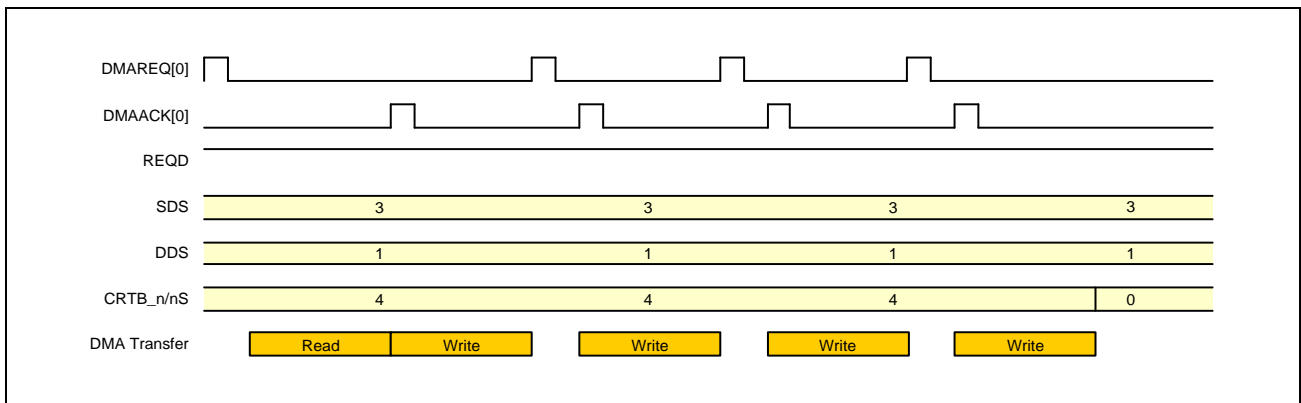 DMAREQ[0]
DMAACK[0]
REQD
SDS 3 3 3 3
DDS 1 1 1 1
CRTB_n/nS 4 4 4 0
DMA Transfer Read Write Write Write Write